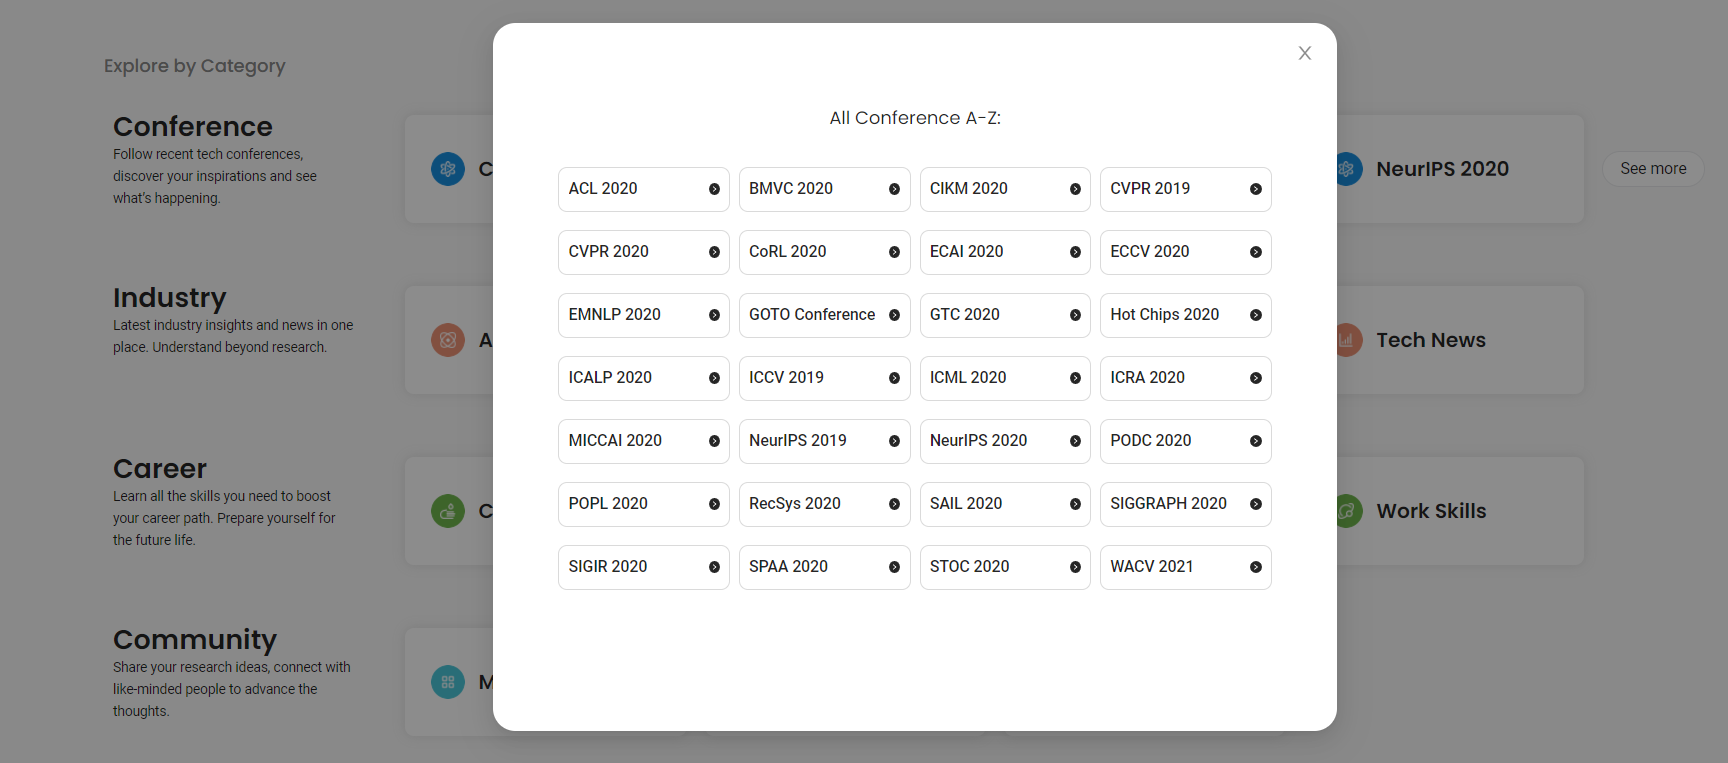 Explore by Category
Conference
Follow recent tech conferences,
discover your inspirations and see
what's happening.
C
NeurIPS 2020
See more
Industry
Latest industry insights and news in one
place. Understand beyond research.
A
Tech News
Career
Learn all the skills you need to boost
your career path. Prepare yourself for
the future life.
C
Work Skills
Community
Share your research ideas, connect with
like-minded people to advance the
thoughts.
M
X
All Conference A-Z:
ACL 2020
BMVC 2020
CIKM 2020
CVPR 2019
CVPR 2020
CoRL 2020
ECAI 2020
ECCV 2020
EMNLP 2020
GOTO Conference
GTC 2020
Hot Chips 2020
ICALP 2020
ICCV 2019
ICML 2020
ICRA 2020
MICCAI 2020
NeurIPS 2019
NeurIPS 2020
PODC 2020
POPL 2020
RecSys 2020
SAIL 2020
SIGGRAPH 2020
SIGIR 2020
SPAA 2020
STOC 2020
WACV 2021